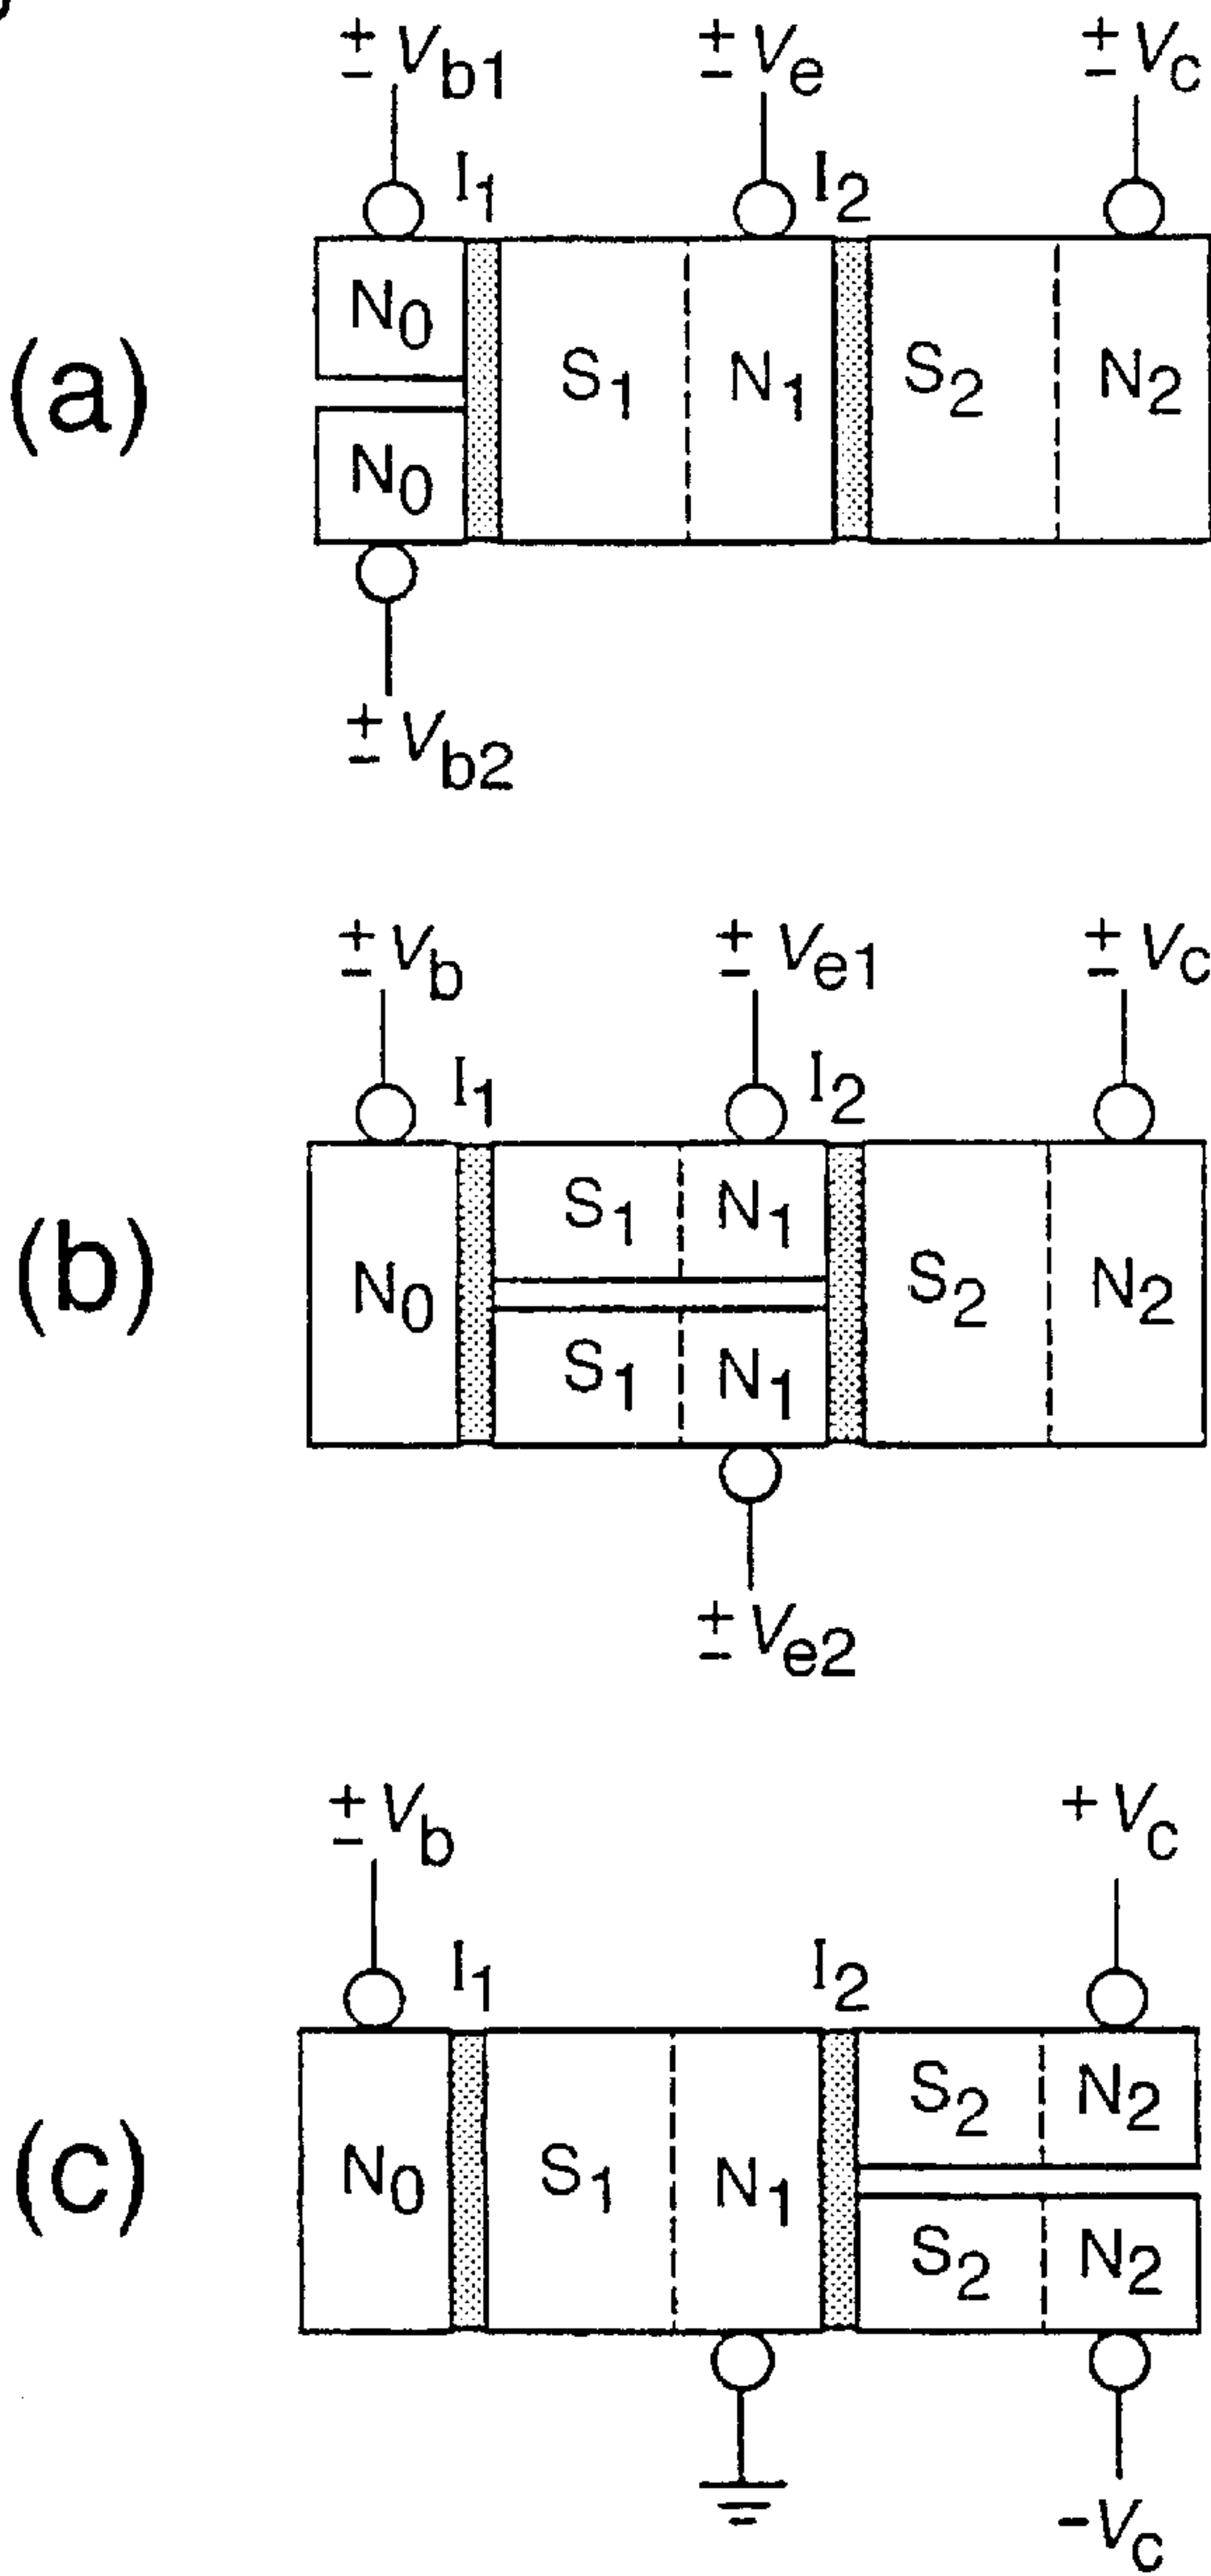 ± Vb1 ± Ve ± Vc
I1 I2
N0
(a) S1 N1 S2 N2
N0
± Vb2
± Vb ± Ve1 ± Vc
I1 I2
S1 N1
(b) N0 S2 N2
S1 N1
± Ve2
± Vb + Vc
I1 I2
S2 N2
(c) N0 S1 N1
S2 N2
-Vc